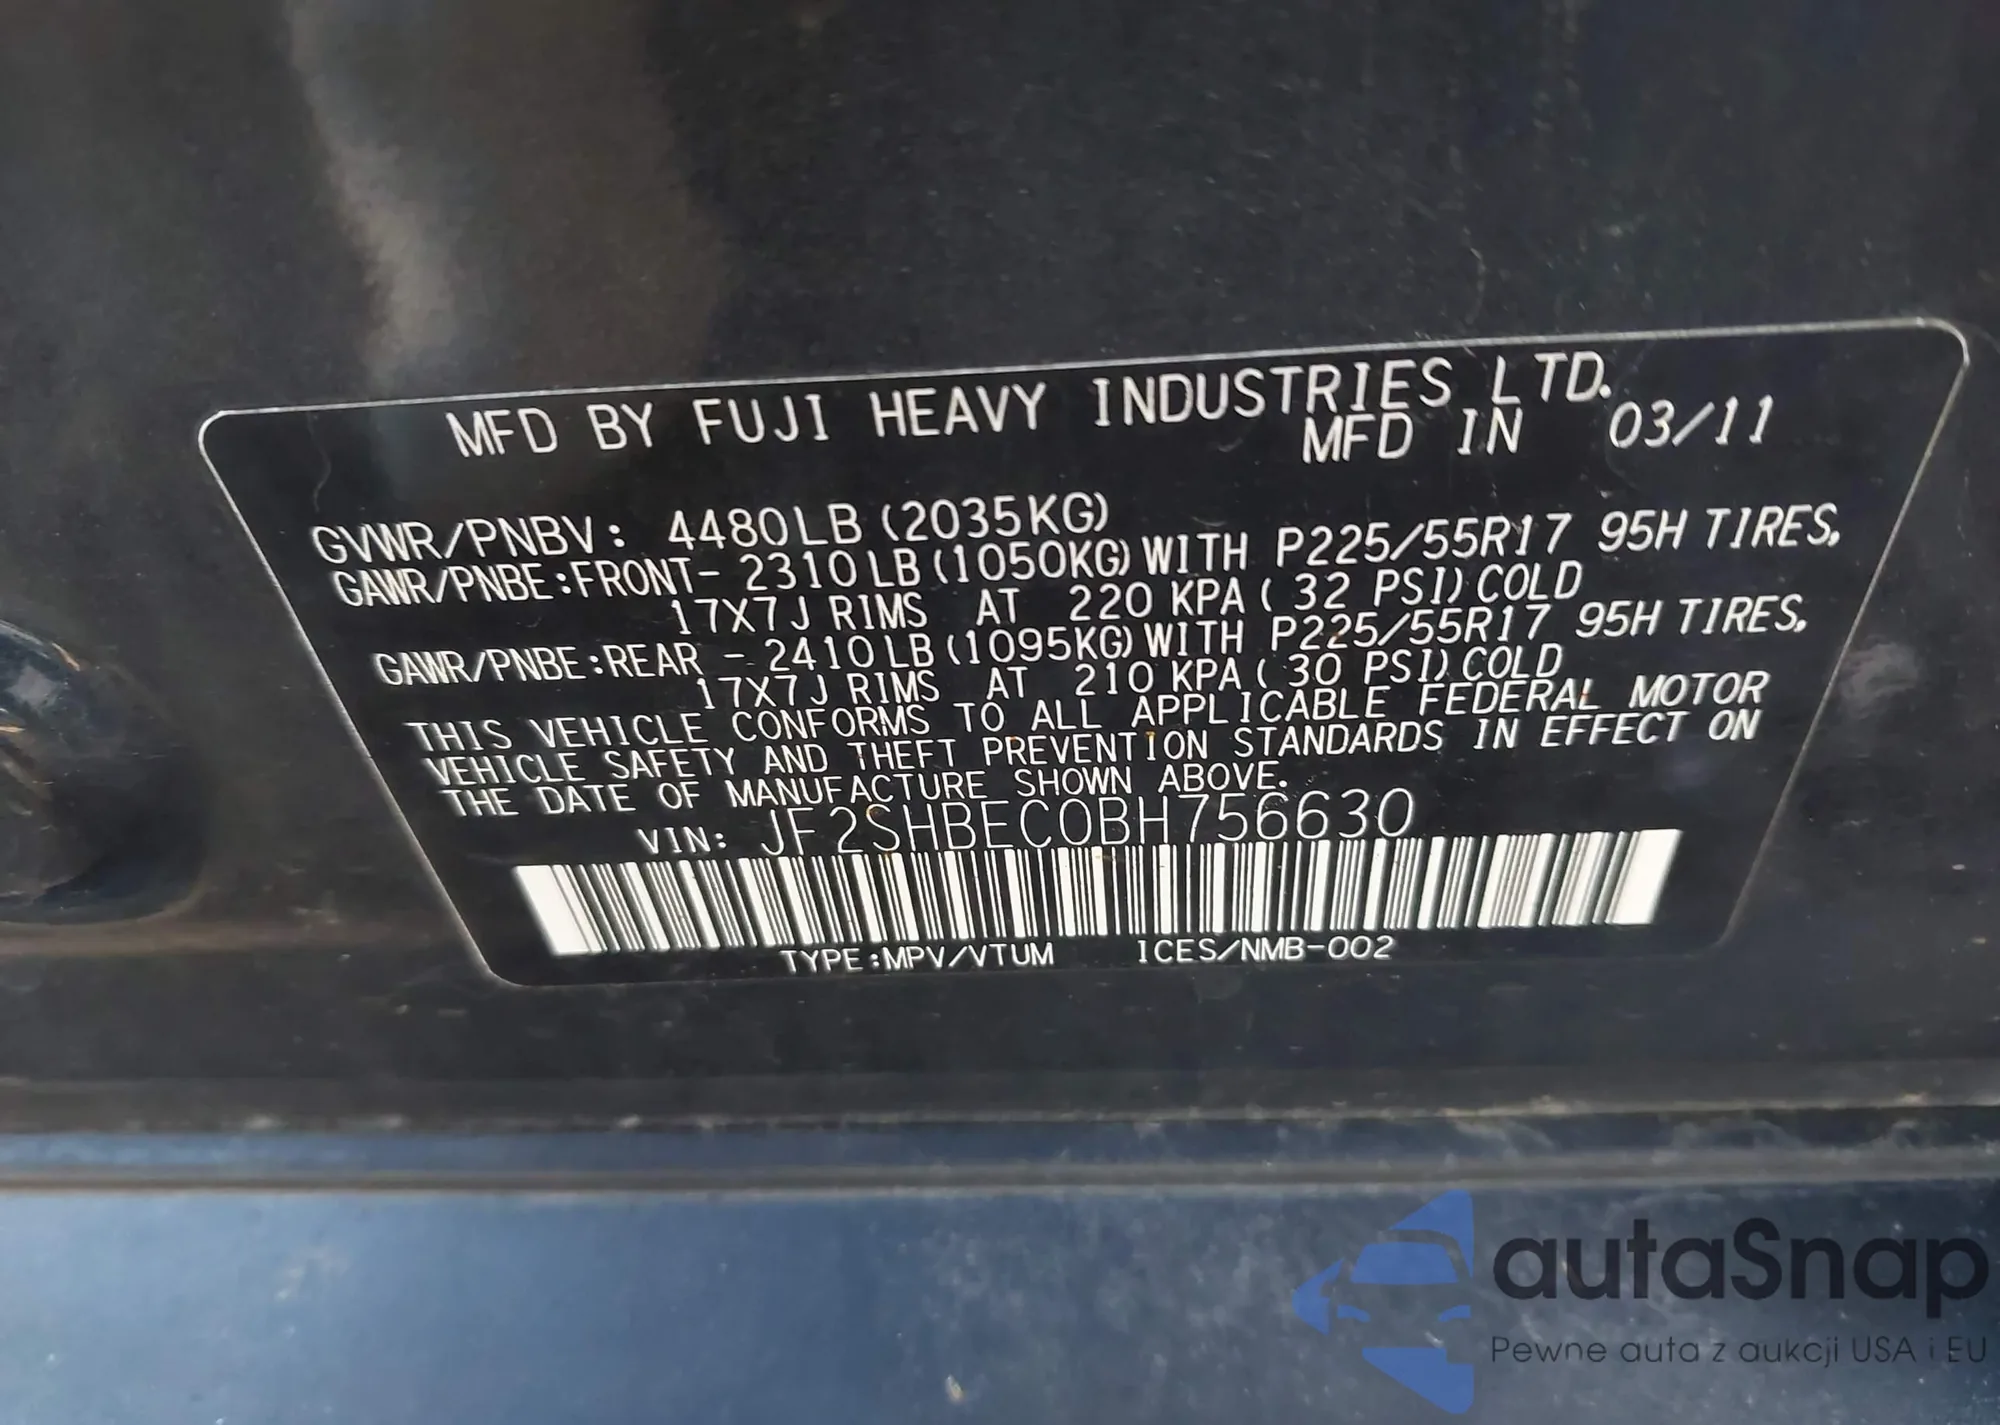 MFD BY FUJI HEAVY INDUSTRIES LTD.
MFD IN 03/11
GVWR/PNBV: 4480LB (2035KG)
GAWR/PNBE:FRONT- 2310LB (1050KG) WITH P225/55R17 95H TIRES,
17X7J RIMS AT 220 KPA ( 32 PSI) COLD
GAWR/PNBE:REAR - 2410LB (1095KG) WITH P225/55R17 95H TIRES,
17X7J RIMS AT 210 KPA ( 30 PSI) COLD
THIS VEHICLE CONFORMS TO ALL APPLICABLE FEDERAL MOTOR
VEHICLE SAFETY AND THEFT PREVENTION STANDARDS IN EFFECT ON
THE DATE OF MANUFACTURE SHOWN ABOVE.
VIN: JF2SHBEC0BH756630
TYPE:MPV/VTUM ICES/NMB-002
autaSnap
Pewne auta z aukcji USA i EU